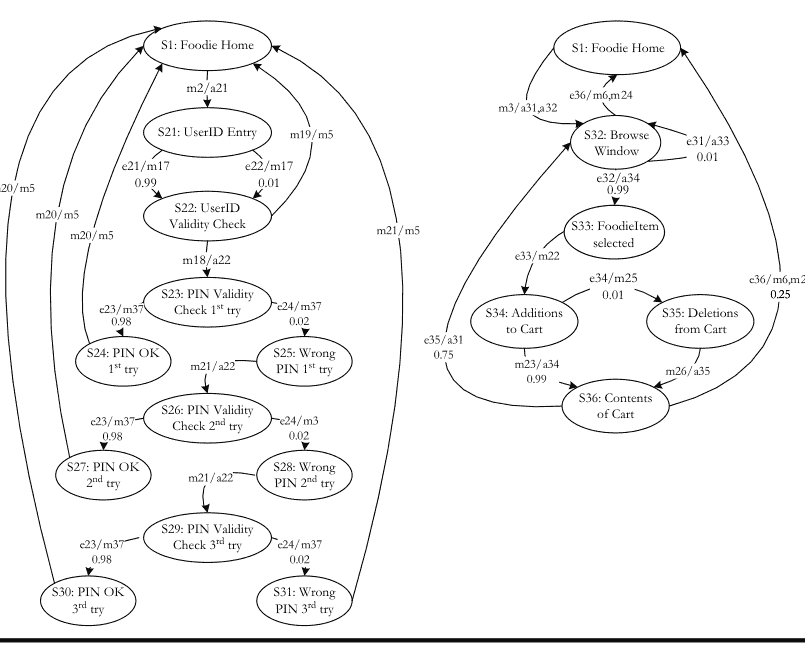 S1: Foodie Home
m2/a21
S21: UserID Entry
e21/m17
0.99
e22/m17
0.01
m19/m5
S22: UserID
Validity Check
m18/a22
S23: PIN Validity
Check 1st try
e23/m37
0.98
e24/m37
0.02
S24: PIN OK
1st try
S25: Wrong
PIN 1st try
m21/a22
S26: PIN Validity
Check 2nd try
e23/m37
0.98
e24/m3
0.02
S27: PIN OK
2nd try
S28: Wrong
PIN 2nd try
m21/a22
S29: PIN Validity
Check 3rd try
e23/m37
0.98
e24/m37
0.02
S30: PIN OK
3rd try
S31: Wrong
PIN 3rd try
20/m5
m20/m5
m20/m5
m21/m5
S1: Foodie Home
m3/a31,a32
e36/m6,m24
S32: Browse
Window
e31/a33
0.01
e32/a34
0.99
S33: FoodieItem
selected
e33/m22
e34/m25
0.01
S34: Additions
to Cart
S35: Deletions
from Cart
m23/a34
0.99
m26/a35
S36: Contents
of Cart
e35/a31
0.75
e36/m6,m2
0.25